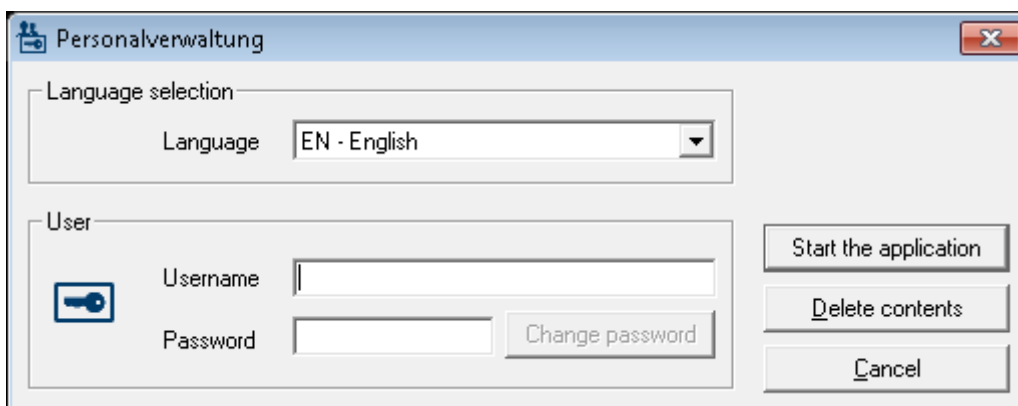 Personalverwaltung
Language selection
Language EN - English
User
Username
Password Change password
Start the application
Delete contents
Cancel